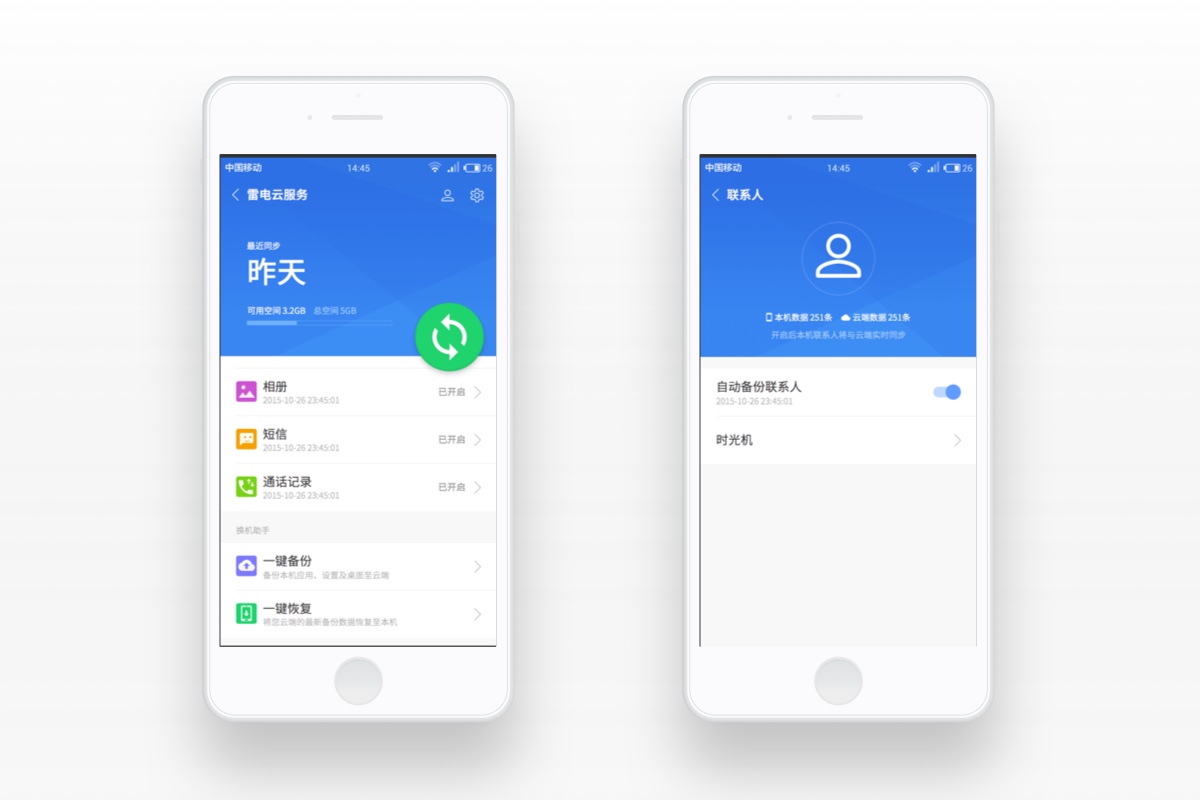 中国移动 14:45 26
雷电云服务
最近同步
昨天
可用空间 3.2GB 总空间 5GB
相册
2015-10-26 23:45:01
已开启
短信
2015-10-26 23:45:01
已开启
通话记录
2015-10-26 23:45:01
已开启
换机助手
一键备份
备份本机应用、设置及桌面至云端
一键恢复
将您云端的最新备份数据恢复至本机
中国移动 14:45 26
联系人
本机数据 251条 云端数据 251条
开启后本机联系人将与云端实时同步
自动备份联系人
2015-10-26 23:45:01
时光机